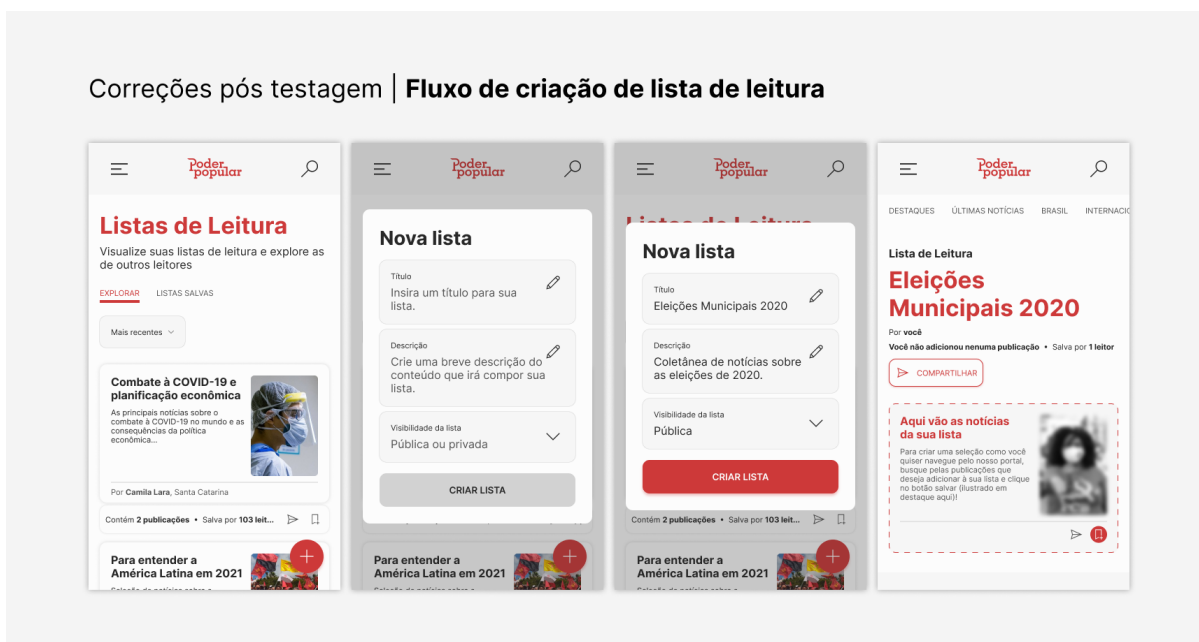 Correções pós testagem | Fluxo de criação de lista de leitura
Poder
popular
Listas de Leitura
Visualize suas listas de leitura e explore as
de outros leitores
EXPLORAR LISTAS SALVAS
Mais recentes
Combate à COVID-19 e
planificação econômica
As principais notícias sobre o
combate à COVID-19 no mundo e as
consequências da política
econômica...
Por Camila Lara, Santa Catarina
Contém 2 publicações • Salva por 103 leit...
Para entender a
América Latina em 2021
Poder
popular
Nova lista
Título
Insira um título para sua
lista.
Descrição
Crie uma breve descrição do
conteúdo que irá compor sua
lista.
Visibilidade da lista
Pública ou privada
CRIAR LISTA
Para entender a
América Latina em 2021
Poder
popular
Listas de Leitura
Nova lista
Título
Eleições Municipais 2020
Descrição
Coletânea de notícias sobre
as eleições de 2020.
Visibilidade da lista
Pública
CRIAR LISTA
Contém 2 publicações • Salva por 103 leit...
Para entender a
América Latina em 2021
Poder
popular
DESTAQUES ÚLTIMAS NOTÍCIAS BRASIL INTERNACIO
Lista de Leitura
Eleições
Municipais 2020
Por você
Você não adicionou nenuma publicação • Salva por 1 leitor
COMPARTILHAR
Aqui vão as notícias
da sua lista
Para criar uma seleção como você
quiser navegue pelo nosso portal,
busque pelas publicações que
deseja adicionar à sua lista e clique
no botão salvar (ilustrado em
destaque aqui)!